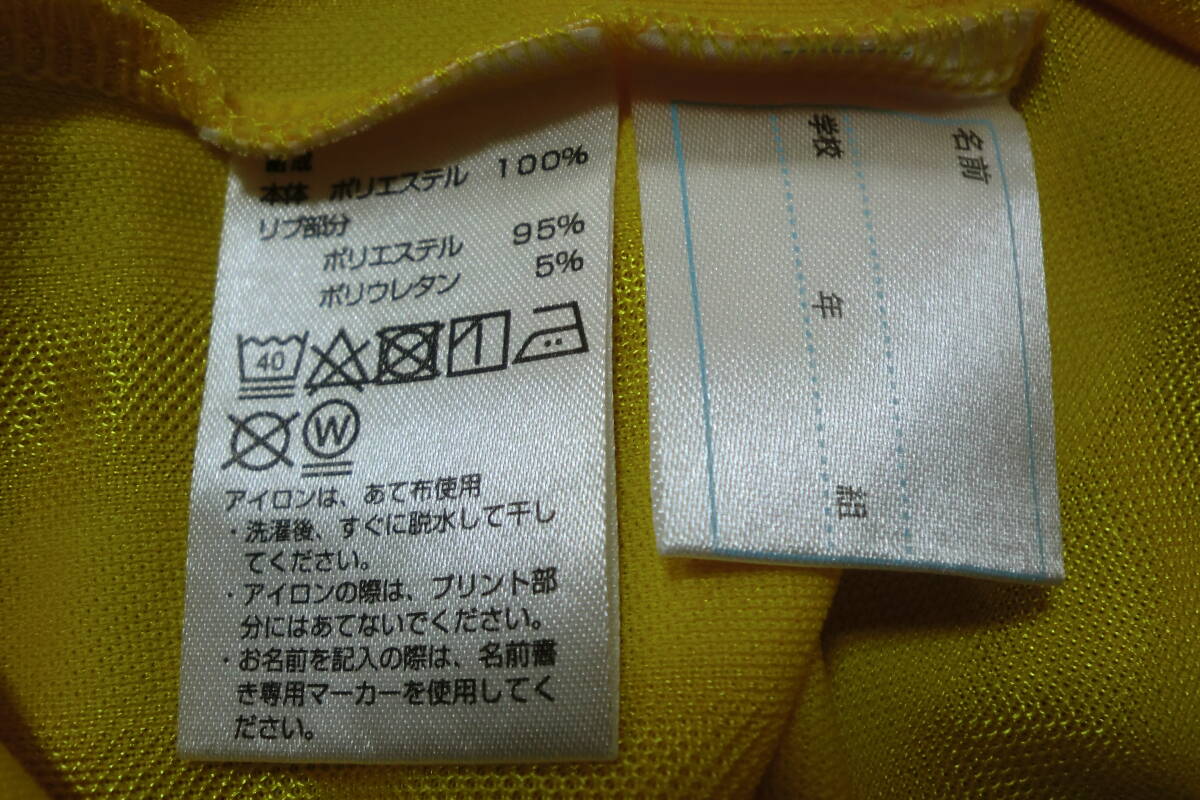 本体 ポリエステル 100%
リブ部分
ポリエステル 95%
ポリウレタン 5%
40
W
アイロンは、あて布使用
・洗濯後、すぐに脱水して干し
てください。
・アイロンの際は、プリント部
分にはあてないでください。
・お名前を記入の際は、名前書
き専用マーカーを使用してく
ださい。
名前
学校
年
組